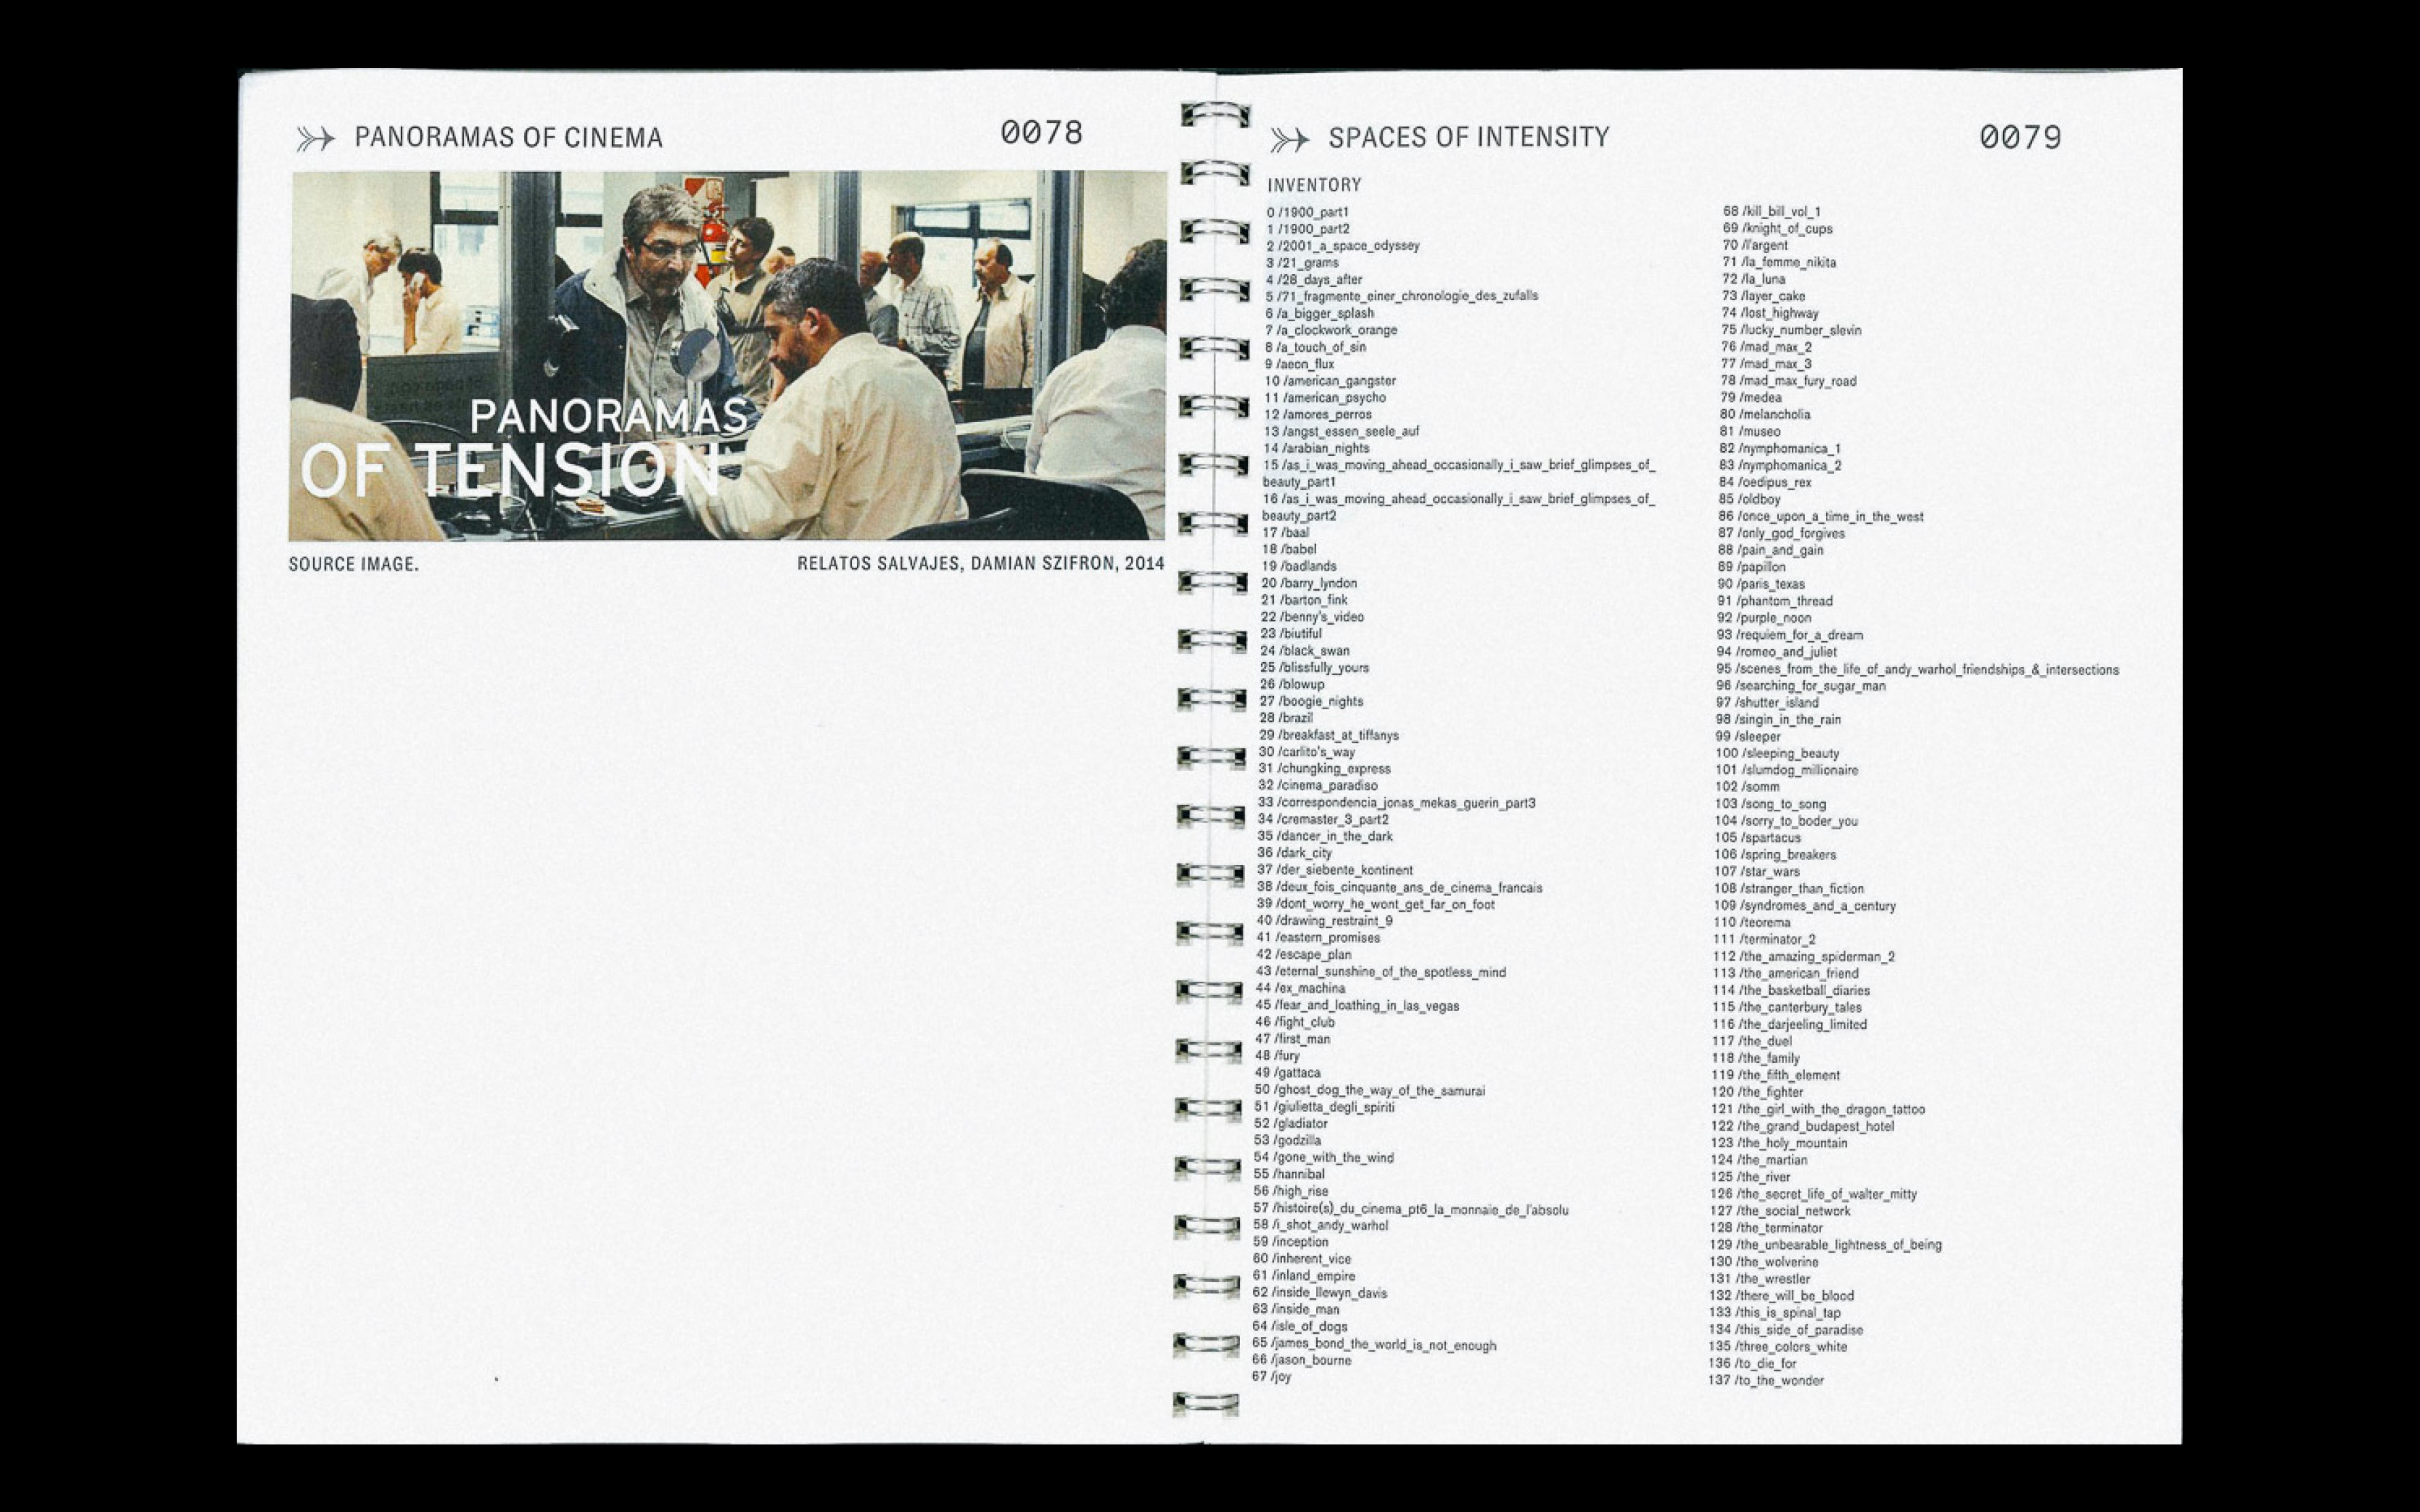 PANORAMAS OF CINEMA
0078
PANORAMAS
OF TENSION
SOURCE IMAGE.
RELATOS SALVAJES, DAMIAN SZIFRON, 2014
SPACES OF INTENSITY
0079
INVENTORY
0 /1900_part1
1 /1900_part2
2 /2001_a_space_odyssey
3 /21_grams
4 /28_days_after
5 /71_fragmente_einer_chronologie_des_zufalls
6 /a_bigger_splash
7 /a_clockwork_orange
8 /a_touch_of_sin
9 /aeon_flux
10 /american_gangster
11 /american_psycho
12 /amores_perros
13 /angst_essen_seele_auf
14 /arabian_nights
15 /as_i_was_moving_ahead_occasionally_i_saw_brief_glimpses_of_
beauty_part1
16 /as_i_was_moving_ahead_occasionally_i_saw_brief_glimpses_of_
beauty_part2
17 /baal
18 /babel
19 /badlands
20 /barry_lyndon
21 /barton_fink
22 /benny's_video
23 /biutiful
24 /black_swan
25 /blissfully_yours
26 /blowup
27 /boogie_nights
28 /brazil
29 /breakfast_at_tiffanys
30 /carlito's_way
31 /chungking_express
32 /cinema_paradiso
33 /correspondencia_jonas_mekas_guerin_part3
34 /cremaster_3_part2
35 /dancer_in_the_dark
36 /dark_city
37 /der_siebente_kontinent
38 /deux_fois_cinquante_ans_de_cinema_francais
39 /dont_worry_he_wont_get_far_on_foot
40 /drawing_restraint_9
41 /eastern_promises
42 /escape_plan
43 /eternal_sunshine_of_the_spotless_mind
44 /ex_machina
45 /fear_and_loathing_in_las_vegas
46 /fight_club
47 /first_man
48 /fury
49 /gattaca
50 /ghost_dog_the_way_of_the_samurai
51 /giulietta_degli_spiriti
52 /gladiator
53 /godzilla
54 /gone_with_the_wind
55 /hannibal
56 /high_rise
57 /histoire(s)_du_cinema_pt6_la_monnaie_de_l'absolu
58 /i_shot_andy_warhol
59 /inception
60 /inherent_vice
61 /inland_empire
62 /inside_llewyn_davis
63 /inside_man
64 /isle_of_dogs
65 /james_bond_the_world_is_not_enough
66 /jason_bourne
67 /joy
68 /kill_bill_vol_1
69 /knight_of_cups
70 /l'argent
71 /la_femme_nikita
72 /la_luna
73 /layer_cake
74 /lost_highway
75 /lucky_number_slevin
76 /mad_max_2
77 /mad_max_3
78 /mad_max_fury_road
79 /medea
80 /melancholia
81 /museo
82 /nymphomanica_1
83 /nymphomanica_2
84 /oedipus_rex
85 /oldboy
86 /once_upon_a_time_in_the_west
87 /only_god_forgives
88 /pain_and_gain
89 /papillon
90 /paris_texas
91 /phantom_thread
92 /purple_noon
93 /requiem_for_a_dream
94 /romeo_and_juliet
95 /scenes_from_the_life_of_andy_warhol_friendships_&_intersections
96 /searching_for_sugar_man
97 /shutter_island
98 /singin_in_the_rain
99 /sleeper
100 /sleeping_beauty
101 /slumdog_millionaire
102 /somm
103 /song_to_song
104 /sorry_to_boder_you
105 /spartacus
106 /spring_breakers
107 /star_wars
108 /stranger_than_fiction
109 /syndromes_and_a_century
110 /teorema
111 /terminator_2
112 /the_amazing_spiderman_2
113 /the_american_friend
114 /the_basketball_diaries
115 /the_canterbury_tales
116 /the_darjeeling_limited
117 /the_duel
118 /the_family
119 /the_fifth_element
120 /the_fighter
121 /the_girl_with_the_dragon_tattoo
122 /the_grand_budapest_hotel
123 /the_holy_mountain
124 /the_martian
125 /the_river
126 /the_secret_life_of_walter_mitty
127 /the_social_network
128 /the_terminator
129 /the_unbearable_lightness_of_being
130 /the_wolverine
131 /the_wrestler
132 /there_will_be_blood
133 /this_is_spinal_tap
134 /this_side_of_paradise
135 /three_colors_white
136 /to_die_for
137 /to_the_wonder